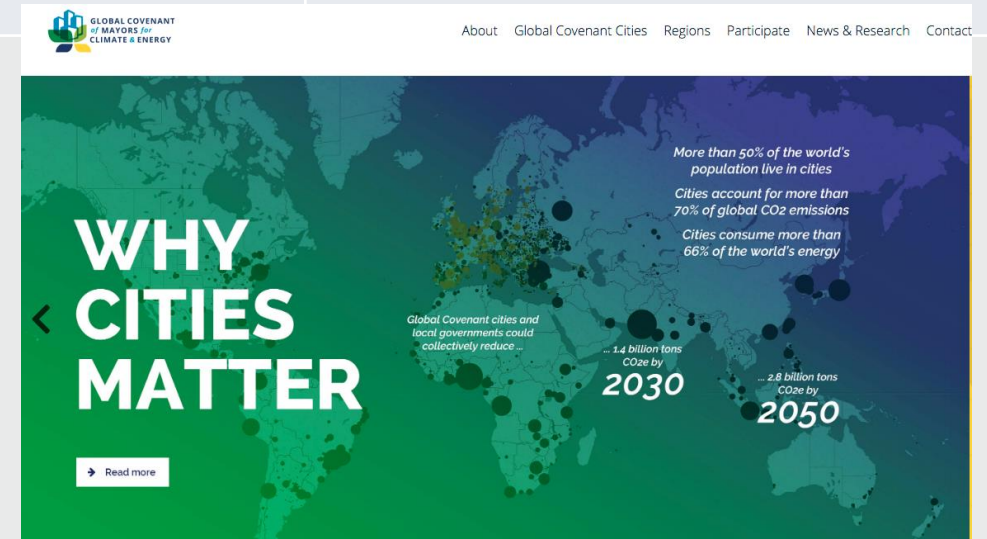 GLOBAL COVENANT
of MAYORS for
CLIMATE & ENERGY
About Global Covenant Cities Regions Participate News & Research Contact
More than 50% of the world's
population live in cities
Cities account for more than
70% of global CO2 emissions
Cities consume more than
66% of the world's energy
WHY
CITIES
MATTER
Global Covenant cities and
local governments could
collectively reduce ...
... 1.4 billion tons
CO2e by
2030
... 2.8 billion tons
CO2e by
2050
Read more